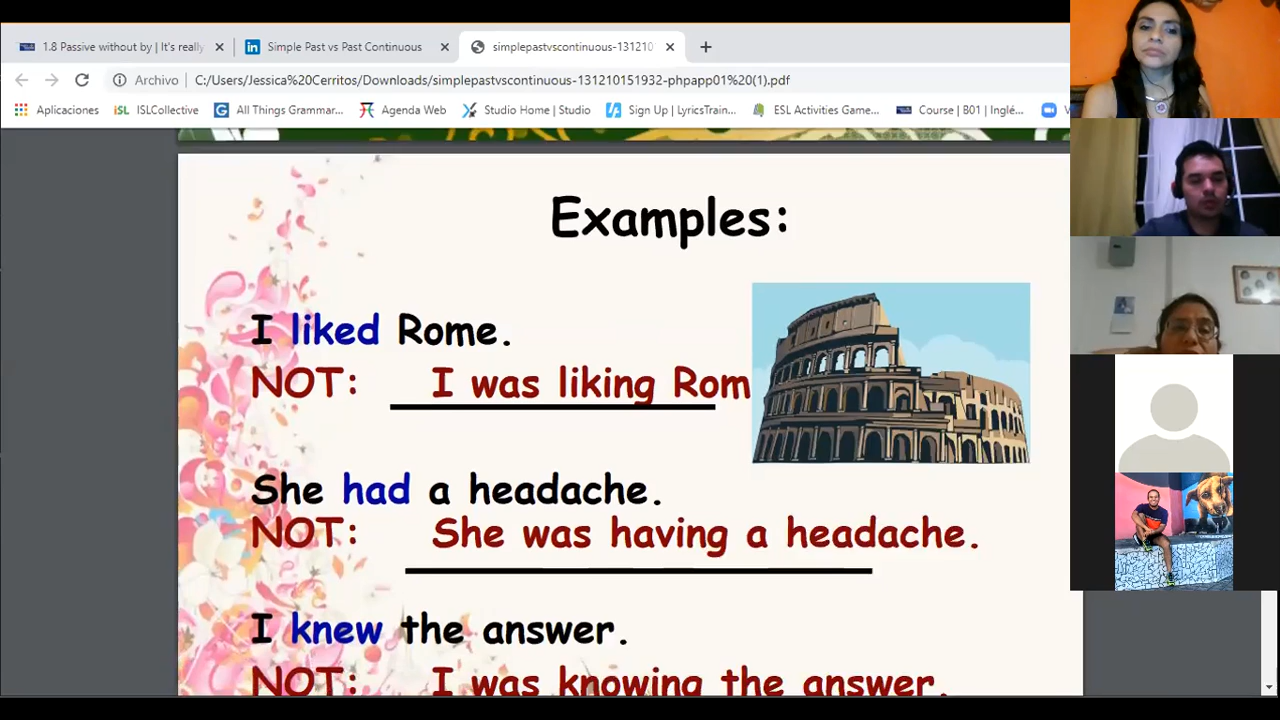 1.8 Passive without by | It's really
Simple Past vs Past Continuous
simplepastvscontinuous-131210
Archivo
C:/Users/Jessica%20Cerritos/Downloads/simplepastvscontinuous-131210151932-phpapp01%20(1).pdf
Aplicaciones
ISLCollective
All Things Grammar...
Agenda Web
Studio Home | Studio
Sign Up | LyricsTrain...
ESL Activities Game...
Course | B01 | Inglé...
Examples:
I liked Rome.
NOT: I was liking Rom
She had a headache.
NOT: She was having a headache.
I knew the answer.
NOT: I was knowing the answer.